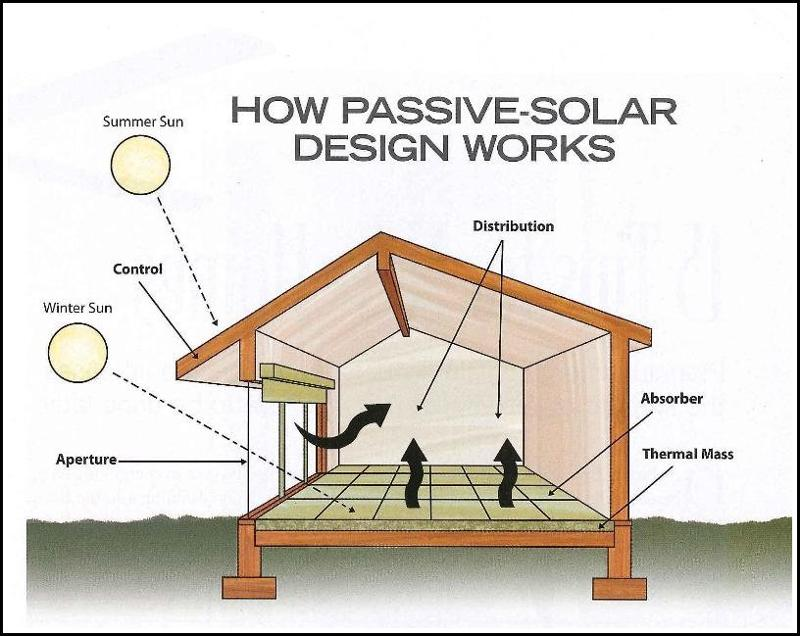 HOW PASSIVE-SOLAR
DESIGN WORKS
Summer Sun
Distribution
Control
Winter Sun
Absorber
Aperture
Thermal Mass